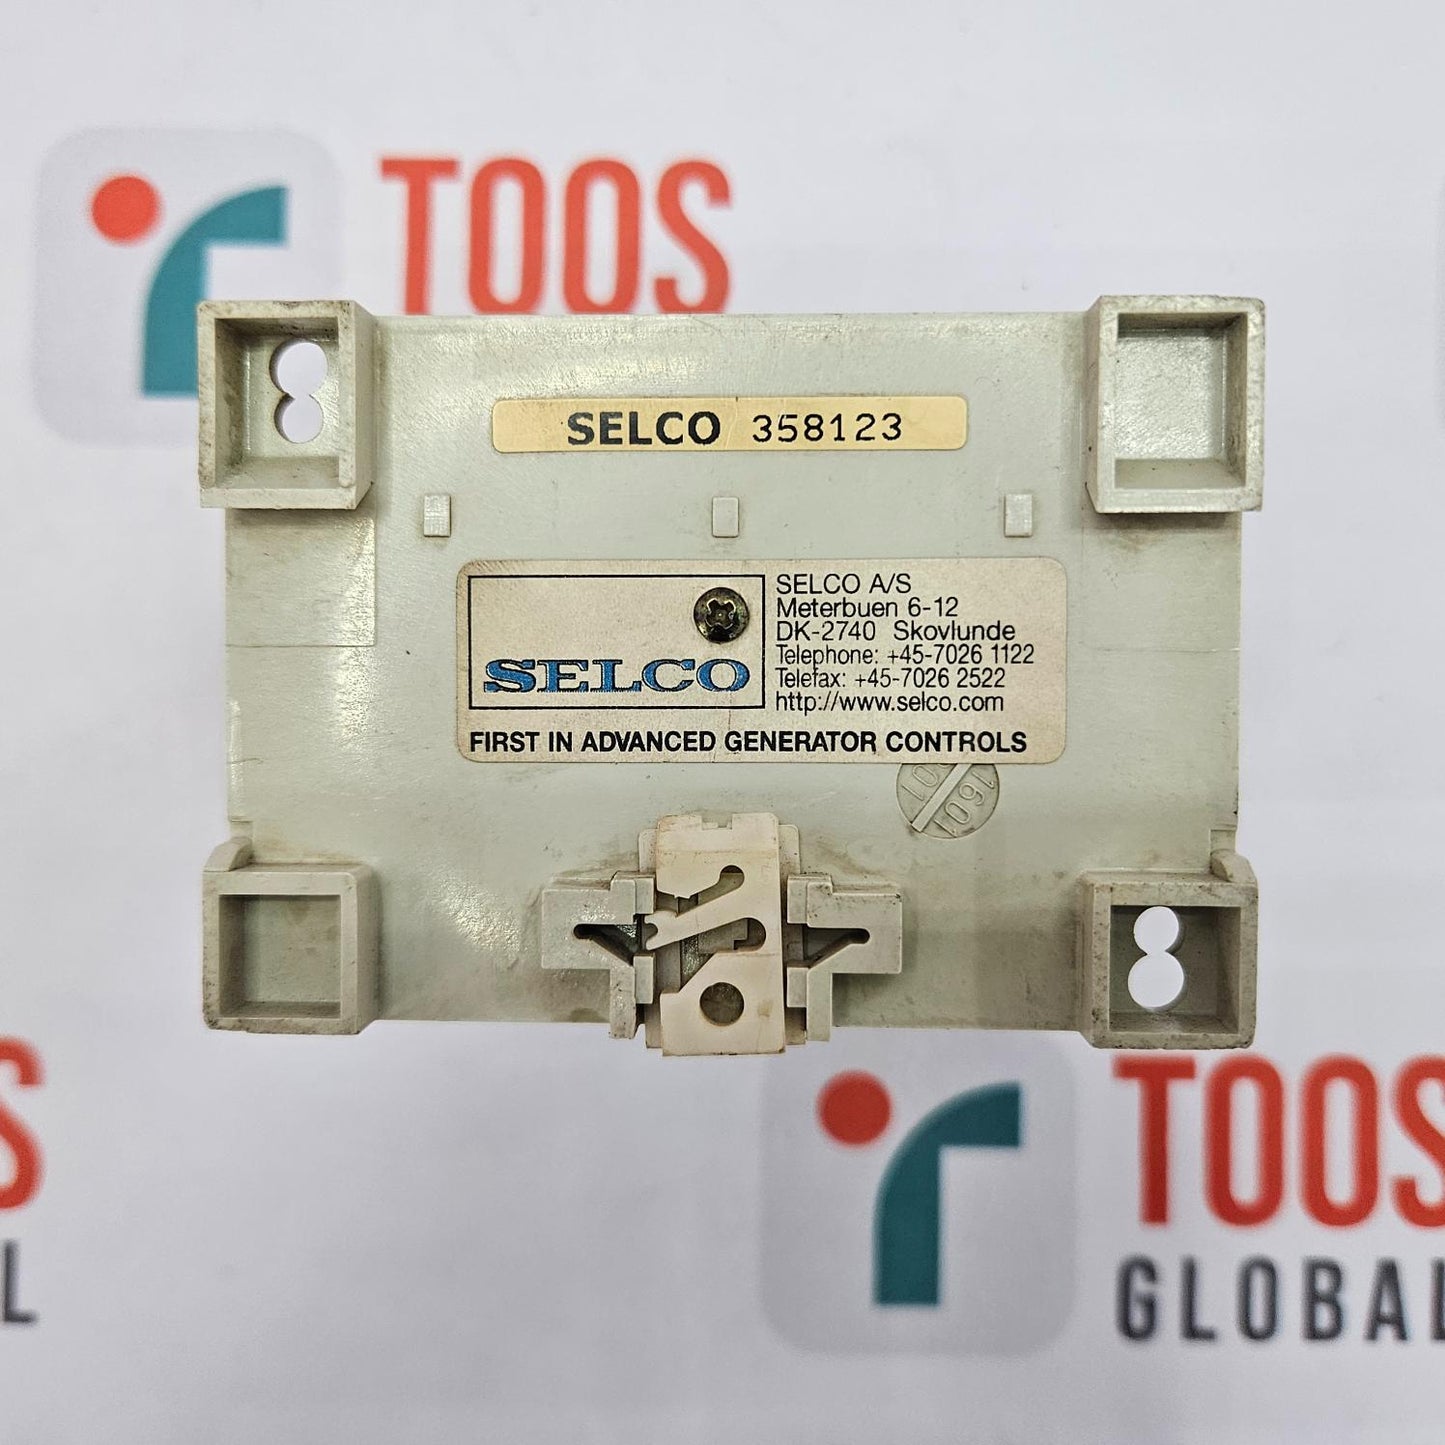 TOOS
SELCO 358123
SELCO A/S
Meterbuen 6-12
DK-2740 Skovlunde
Telephone: +45-7026 1122
Telefax: +45-7026 2522
http://www.selco.com
SELCO
FIRST IN ADVANCED GENERATOR CONTROLS
1601
S
L
TOOS
GLOBAL